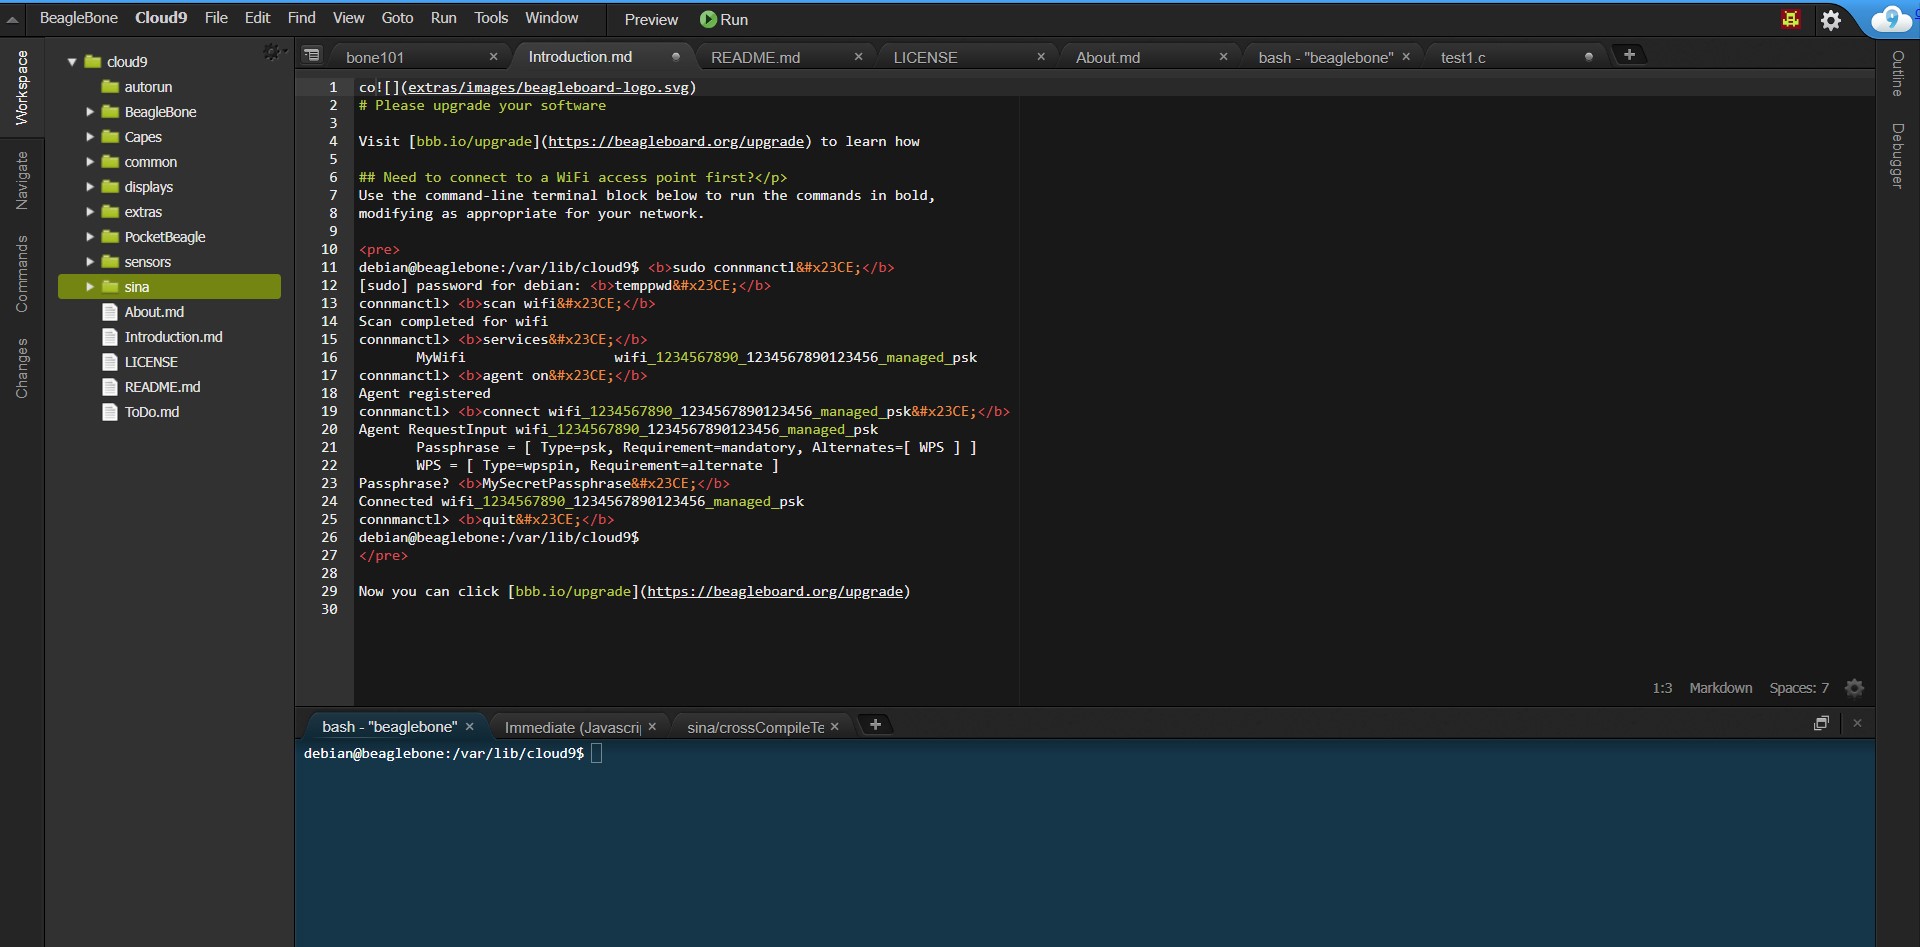 BeagleBone Cloud9 File Edit Find View Goto Run Tools Window Preview Run
Workspace
Navigate
Commands
Changes
cloud9
autorun
BeagleBone
Capes
common
displays
extras
PocketBeagle
sensors
sina
About.md
Introduction.md
LICENSE
README.md
ToDo.md
bone101 × Introduction.md README.md × LICENSE × About.md × bash - "beaglebone" × test1.c +
1 co![](extras/images/beagleboard-logo.svg)
2 # Please upgrade your software
3
4 Visit [bbb.io/upgrade](https://beagleboard.org/upgrade) to learn how
5
6 ## Need to connect to a WiFi access point first?</p>
7 Use the command-line terminal block below to run the commands in bold,
8 modifying as appropriate for your network.
9
10 <pre>
11 debian@beaglebone:/var/lib/cloud9$ <b>sudo connmanctl&#x23CE;</b>
12 [sudo] password for debian: <b>temppwd&#x23CE;</b>
13 connmanctl> <b>scan wifi&#x23CE;</b>
14 Scan completed for wifi
15 connmanctl> <b>services&#x23CE;</b>
16        MyWifi                  wifi_1234567890_1234567890123456_managed_psk
17 connmanctl> <b>agent on&#x23CE;</b>
18 Agent registered
19 connmanctl> <b>connect wifi_1234567890_1234567890123456_managed_psk&#x23CE;</b>
20 Agent RequestInput wifi_1234567890_1234567890123456_managed_psk
21        Passphrase = [ Type=psk, Requirement=mandatory, Alternates=[ WPS ] ]
22        WPS = [ Type=wpspin, Requirement=alternate ]
23 Passphrase? <b>MySecretPassphrase&#x23CE;</b>
24 Connected wifi_1234567890_1234567890123456_managed_psk
25 connmanctl> <b>quit&#x23CE;</b>
26 debian@beaglebone:/var/lib/cloud9$
27 </pre>
28
29 Now you can click [bbb.io/upgrade](https://beagleboard.org/upgrade)
30
1:3 Markdown Spaces: 7
bash - "beaglebone" × Immediate (Javascri × sina/crossCompileTe × +
debian@beaglebone:/var/lib/cloud9$
Outline
Debugger
9